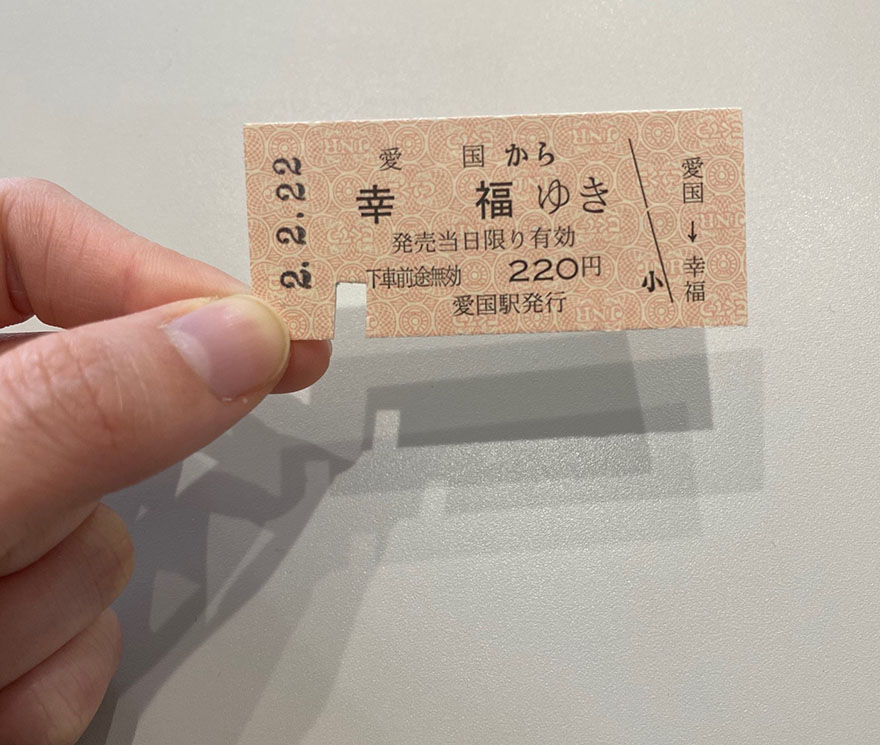 2.2.22
愛国から
幸福ゆき
発売当日限り有効
下車前途無効 220円
愛国駅発行
小
愛国→幸福